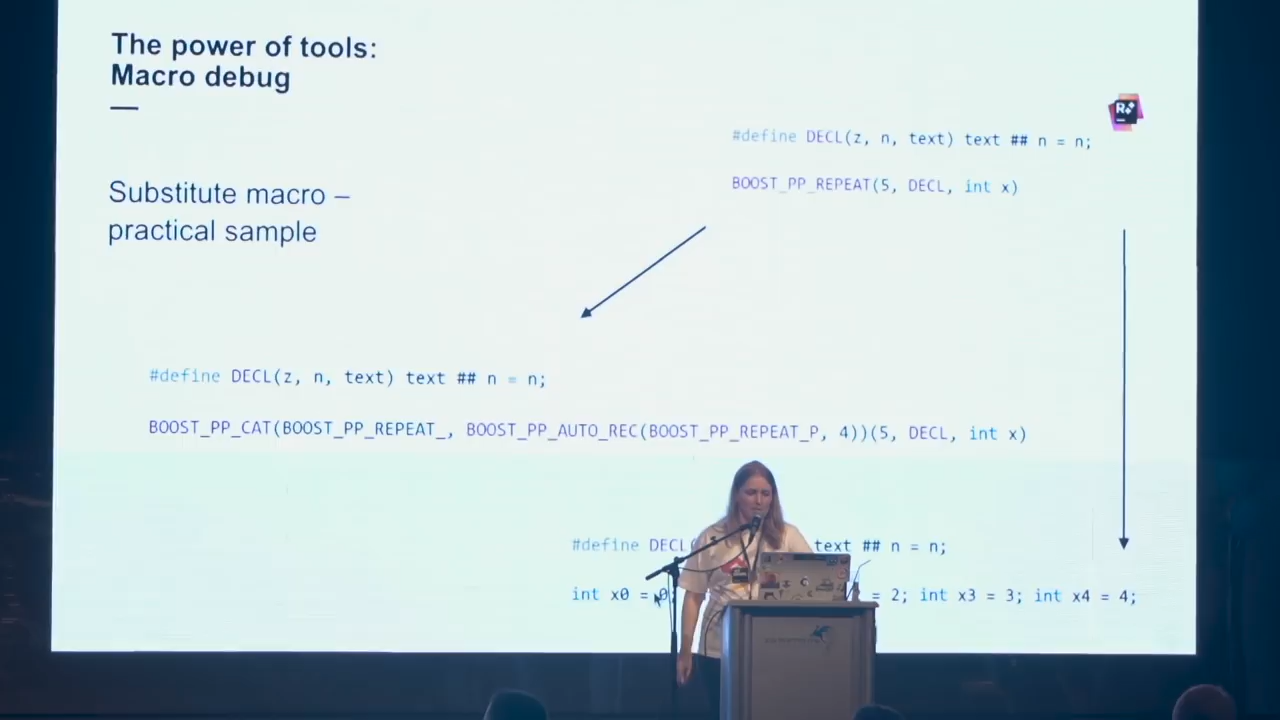 The power of tools:
Macro debug
R
#define DECL(z, n, text) text ## n = n;
BOOST_PP_REPEAT(5, DECL, int x)
Substitute macro –
practical sample
#define DECL(z, n, text) text ## n = n;
BOOST_PP_CAT(BOOST_PP_REPEAT_, BOOST_PP_AUTO_REC(BOOST_PP_REPEAT_P, 4))(5, DECL, int x)
#define DECL text ## n = n;
int x0 = 0; = 2; int x3 = 3; int x4 = 4;